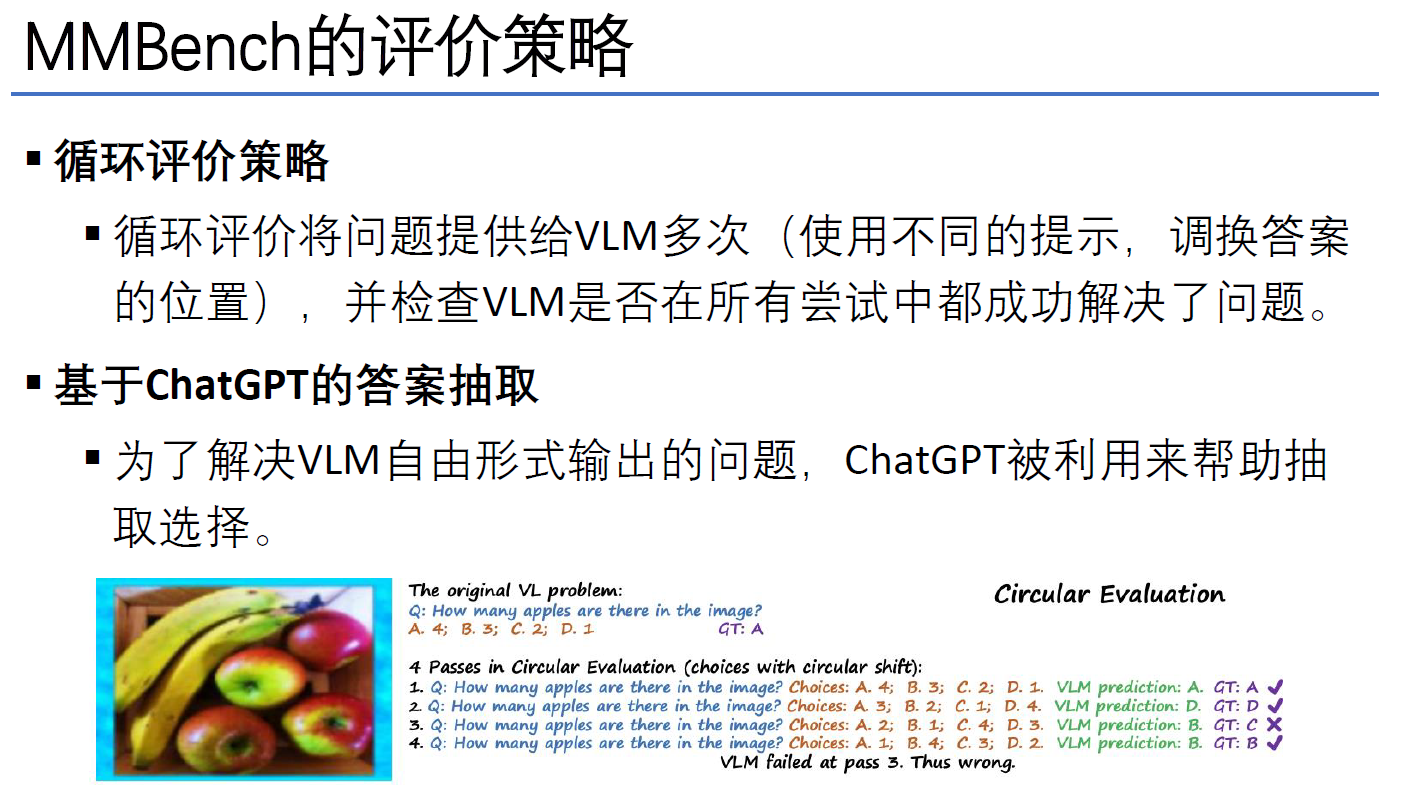 MMBench的评价策略
▪ 循环评价策略
▪ 循环评价将问题提供给VLM多次（使用不同的提示，调换答案
的位置），并检查VLM是否在所有尝试中都成功解决了问题。
▪ 基于ChatGPT的答案抽取
▪ 为了解决VLM自由形式输出的问题，ChatGPT被利用来帮助抽
取选择。
The original VL problem:
Circular Evaluation
Q: How many apples are there in the image?
A. 4; B. 3; C. 2; D. 1 GT: A
4 Passes in Circular Evaluation (choices with circular shift):
1. Q: How many apples are there in the image? Choices: A. 4; B. 3; C. 2; D. 1. VLM prediction: A. GT: A ✔
2. Q: How many apples are there in the image? Choices: A. 3; B. 2; C. 1; D. 4. VLM prediction: D. GT: D ✔
3. Q: How many apples are there in the image? Choices: A. 2; B. 1; C. 4; D. 3. VLM prediction: B. GT: C ✘
4. Q: How many apples are there in the image? Choices: A. 1; B. 4; C. 3; D. 2. VLM prediction: B. GT: B ✔
VLM failed at pass 3. Thus wrong.